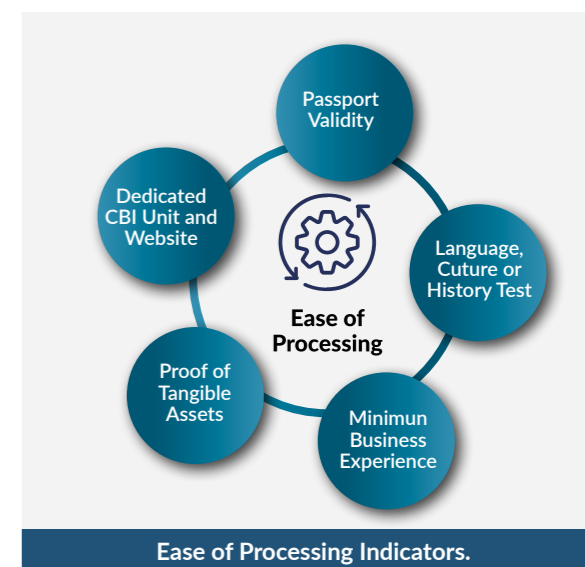 Passport
Validity
Dedicated
CBI Unit and
Website
Language,
Cuture or
History Test
Ease of
Processing
Proof of
Tangible
Assets
Minimun
Business
Experience
Ease of Processing Indicators.